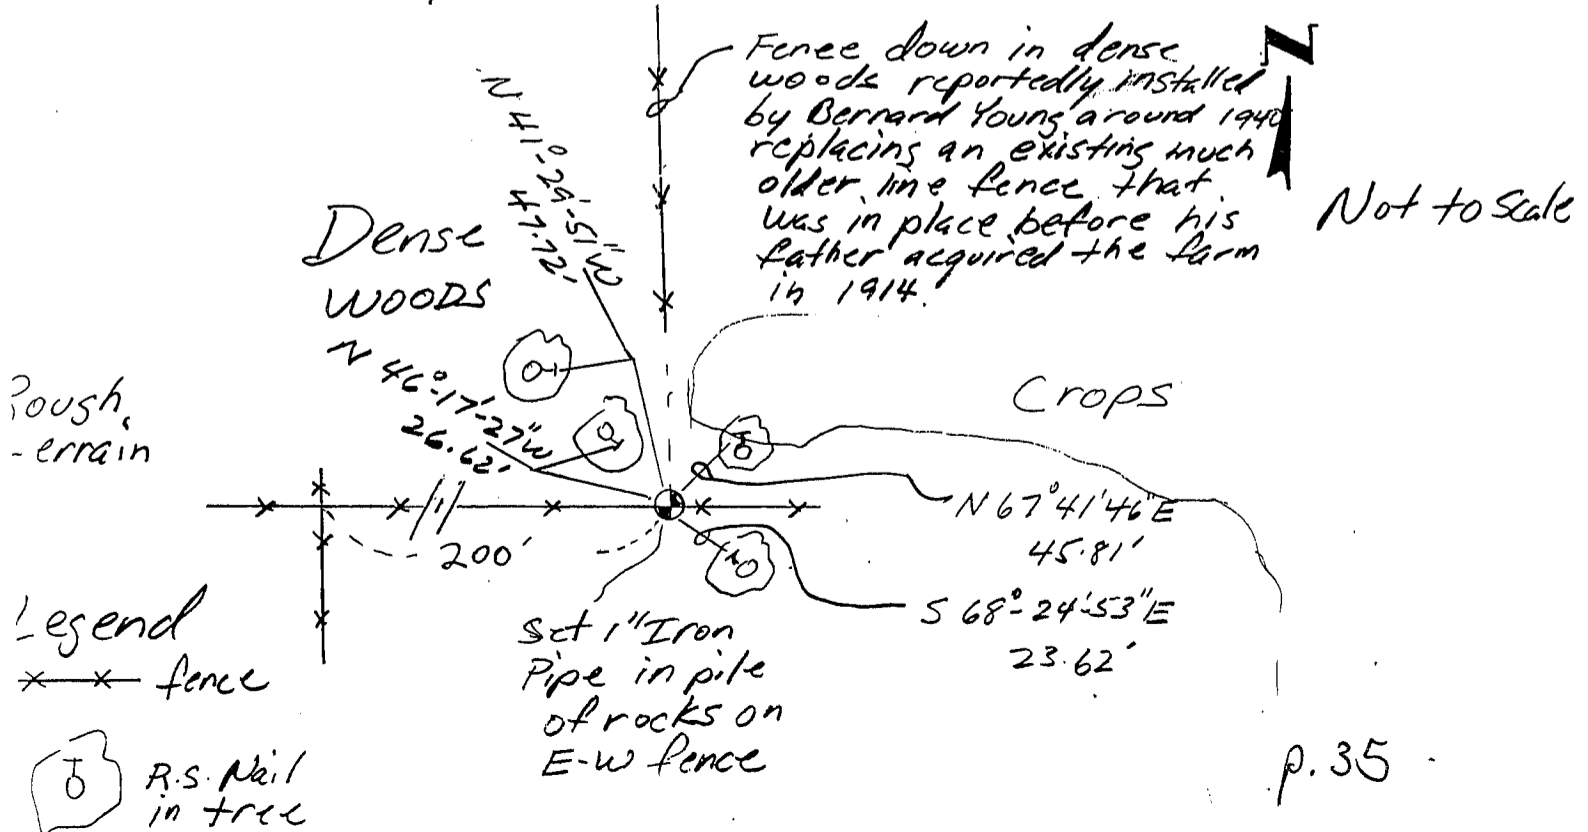 Fence down in dense
woods reportedly installed
by Bernard Young around 1940
replacing an existing much
older line fence that
was in place before his
father acquired the farm
in 1914.
N
Not to Scale
N 41°-29'-51"W
47.72'
Dense
WOODS
N 46°-17'-27"W
26.62'
Rough
Crops
N 67°41'46"E
45.81'
200'
S 68°-24'-53"E
23.62'
Set 1" Iron
Pipe in pile
of rocks on
E-W fence
Legend
fence
R.S. Nail
in tree
p. 35